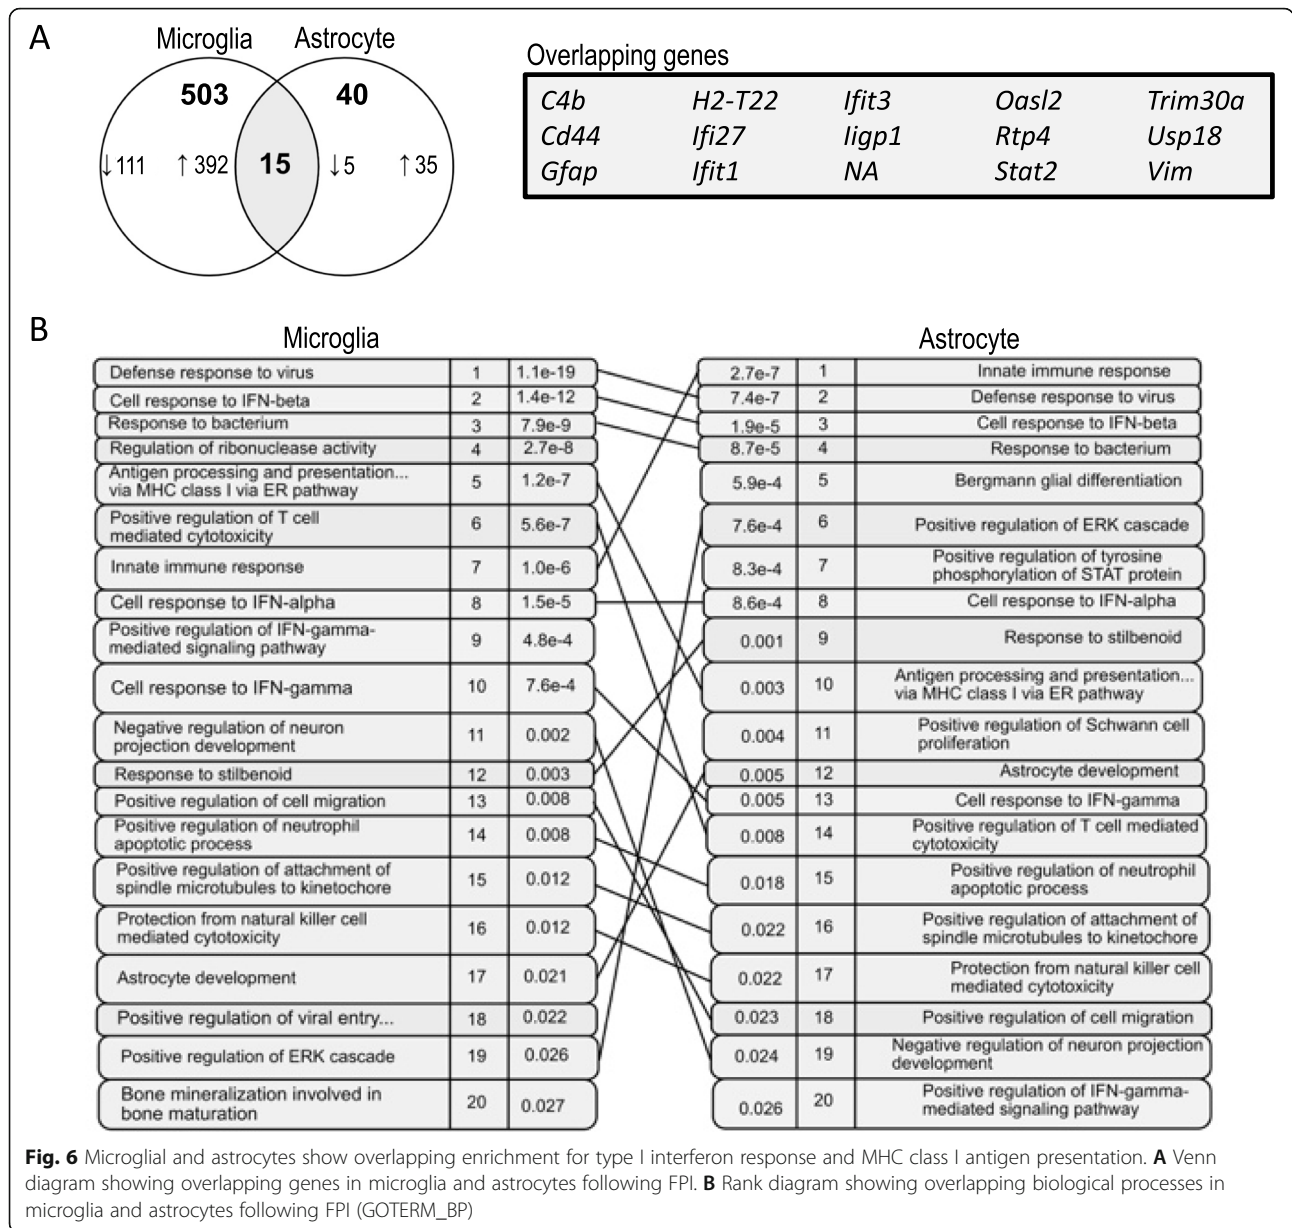 A
Microglia Astrocyte
503 40
↓111 ↑392 15 ↓5 ↑35
Overlapping genes
C4b H2-T22 Ifit3 Oasl2 Trim30a
Cd44 Ifi27 Iigp1 Rtp4 Usp18
Gfap Ifit1 NA Stat2 Vim
B
Microglia
Defense response to virus 1 1.1e-19
Cell response to IFN-beta 2 1.4e-12
Response to bacterium 3 7.9e-9
Regulation of ribonuclease activity 4 2.7e-8
Antigen processing and presentation...
via MHC class I via ER pathway 5 1.2e-7
Positive regulation of T cell
mediated cytotoxicity 6 5.6e-7
Innate immune response 7 1.0e-6
Cell response to IFN-alpha 8 1.5e-5
Positive regulation of IFN-gamma-
mediated signaling pathway 9 4.8e-4
Cell response to IFN-gamma 10 7.6e-4
Negative regulation of neuron
projection development 11 0.002
Response to stilbenoid 12 0.003
Positive regulation of cell migration 13 0.008
Positive regulation of neutrophil
apoptotic process 14 0.008
Positive regulation of attachment of
spindle microtubules to kinetochore 15 0.012
Protection from natural killer cell
mediated cytotoxicity 16 0.012
Astrocyte development 17 0.021
Positive regulation of viral entry... 18 0.022
Positive regulation of ERK cascade 19 0.026
Bone mineralization involved in
bone maturation 20 0.027
Astrocyte
2.7e-7 1 Innate immune response
7.4e-7 2 Defense response to virus
1.9e-5 3 Cell response to IFN-beta
8.7e-5 4 Response to bacterium
5.9e-4 5 Bergmann glial differentiation
7.6e-4 6 Positive regulation of ERK cascade
8.3e-4 7 Positive regulation of tyrosine
phosphorylation of STAT protein
8.6e-4 8 Cell response to IFN-alpha
0.001 9 Response to stilbenoid
0.003 10 Antigen processing and presentation...
via MHC class I via ER pathway
0.004 11 Positive regulation of Schwann cell
proliferation
0.005 12 Astrocyte development
0.005 13 Cell response to IFN-gamma
0.008 14 Positive regulation of T cell mediated
cytotoxicity
0.018 15 Positive regulation of neutrophil
apoptotic process
0.022 16 Positive regulation of attachment of
spindle microtubules to kinetochore
0.022 17 Protection from natural killer cell
mediated cytotoxicity
0.023 18 Positive regulation of cell migration
0.024 19 Negative regulation of neuron projection
development
0.026 20 Positive regulation of IFN-gamma-
mediated signaling pathway
Fig. 6 Microglial and astrocytes show overlapping enrichment for type I interferon response and MHC class I antigen presentation. A Venn
diagram showing overlapping genes in microglia and astrocytes following FPI. B Rank diagram showing overlapping biological processes in
microglia and astrocytes following FPI (GOTERM_BP)